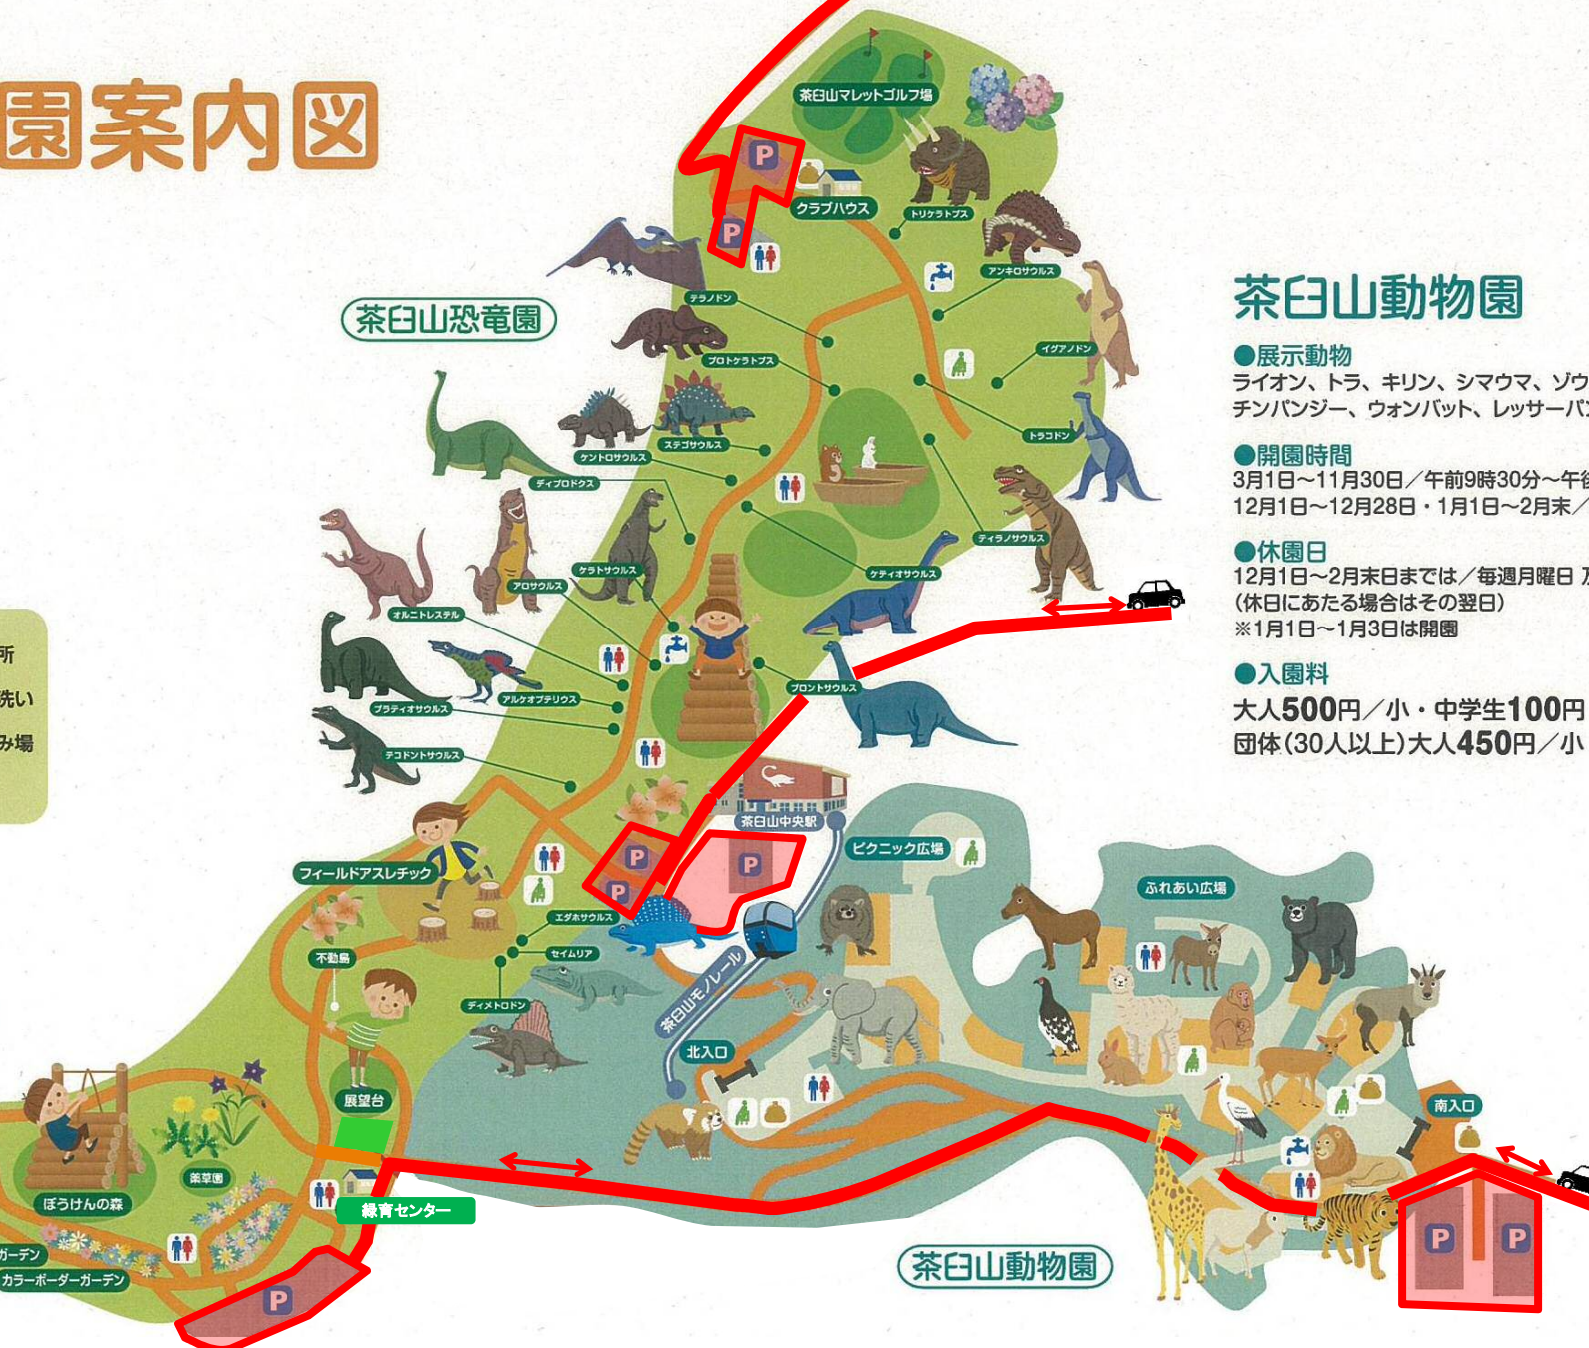 園案内図
茶臼山マレットゴルフ場
P
クラブハウス
トリケラトプス
P
アンキロサウルス
茶臼山恐竜園
テラノドン
プロトケラトプス
イグアノドン
ステゴサウルス
ケントロサウルス
トラコドン
ディプロドクス
ティラノサウルス
ケラトサウルス
ケティオサウルス
アロサウルス
オルニトレステル
アルケオプテリウス
ブラティオサウルス
ブロントサウルス
テコドントサウルス
所
洗い
み場
茶臼山動物園
●展示動物
ライオン、トラ、キリン、シマウマ、ゾウ
チンパンジー、ウォンバット、レッサーパン
●開園時間
3月1日〜11月30日／午前9時30分〜午後
12月1日〜12月28日・1月1日〜2月末／
●休園日
12月1日〜2月末日までは／毎週月曜日
(休日にあたる場合はその翌日)
※1月1日〜1月3日は開園
●入園料
大人500円／小・中学生100円
団体(30人以上)大人450円／小
茶臼山中央駅
ピクニック広場
P
P
P
フィールドアスレチック
ふれあい広場
エダホサウルス
セイムリア
不動島
ディメトロドン
茶臼山モノレール
北入口
展望台
南入口
薬草園
ぼうけんの森
緑育センター
ガーデン
カラーボーダーガーデン
P
茶臼山動物園
P
P